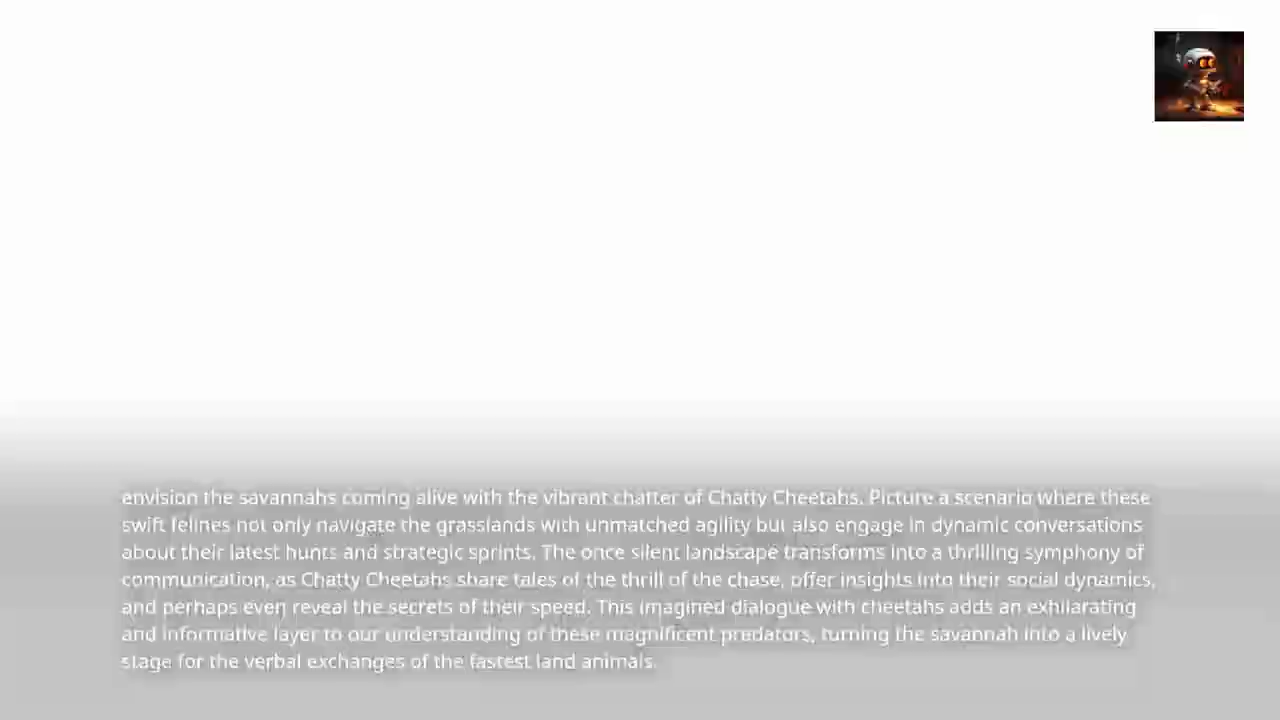 envision the savannahs coming alive with the vibrant chatter of Chatty Cheetahs. Picture a scenario where these
swift felines not only navigate the grasslands with unmatched agility but also engage in dynamic conversations
about their latest hunts and strategic sprints. The once silent landscape transforms into a thrilling symphony of
communication, as Chatty Cheetahs share tales of the thrill of the chase, offer insights into their social dynamics,
and perhaps even reveal the secrets of their speed. This imagined dialogue with cheetahs adds an exhilarating
and informative layer to our understanding of these magnificent predators, turning the savannah into a lively
stage for the verbal exchanges of the fastest land animals.